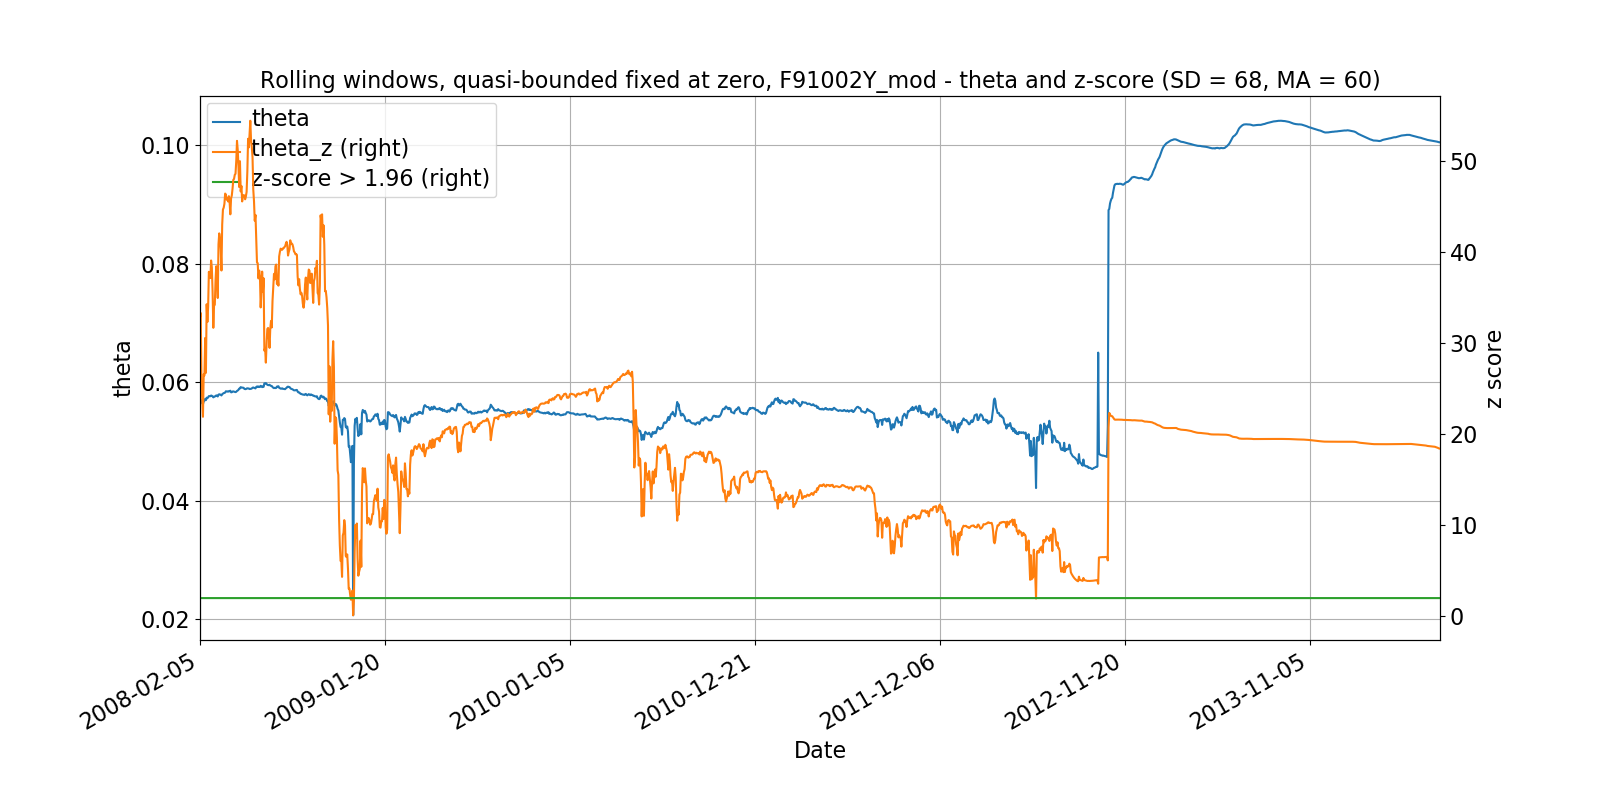 Rolling windows, quasi-bounded fixed at zero, F91002Y_mod - theta and z-score (SD = 68, MA = 60)
theta
theta_z (right)
z-score > 1.96 (right)
0.10
0.08
0.06
0.04
0.02
theta
50
40
30
20
10
0
z score
2008-02-05
2009-01-20
2010-01-05
2010-12-21
2011-12-06
2012-11-20
2013-11-05
Date